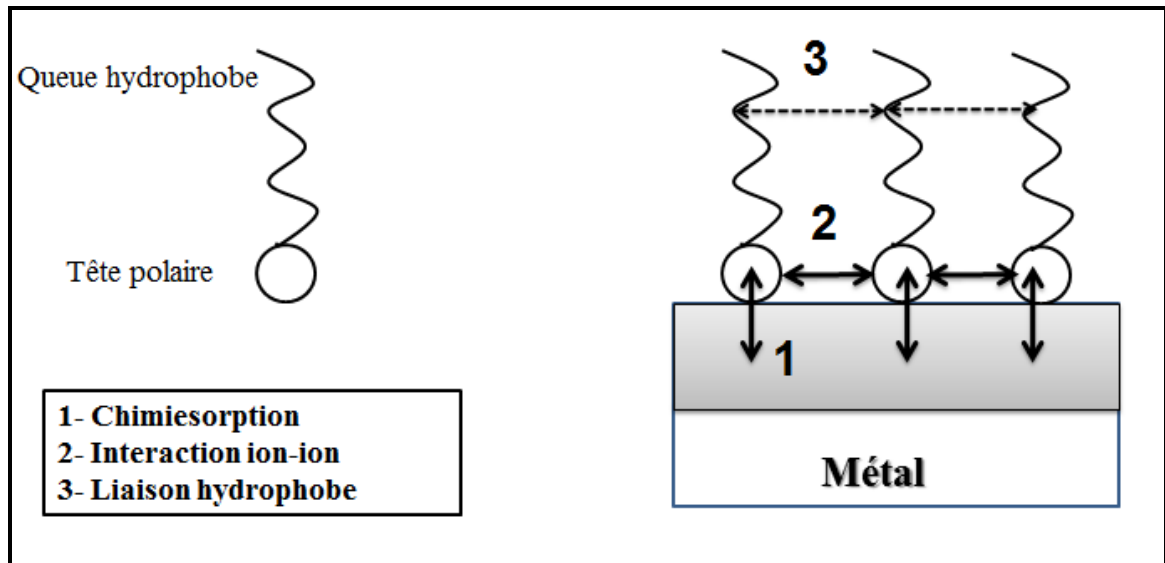 Queue hydrophobe
Tête polaire
1- Chimiesorption
2- Interaction ion-ion
3- Liaison hydrophobe
3
2
1
Métal